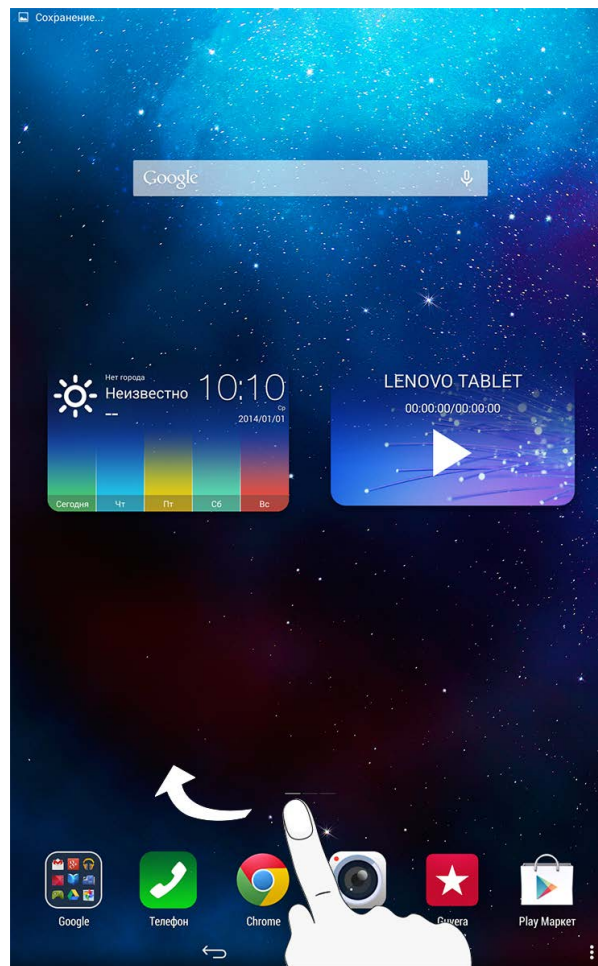 Сохранение...
Google
Нет города
Неизвестно
--
10:10
Ср
2014/01/01
Сегодня Чт Пт Сб Вс
LENOVO TABLET
00:00:00/00:00:00
Google Телефон Chrome Guvera Play Маркет